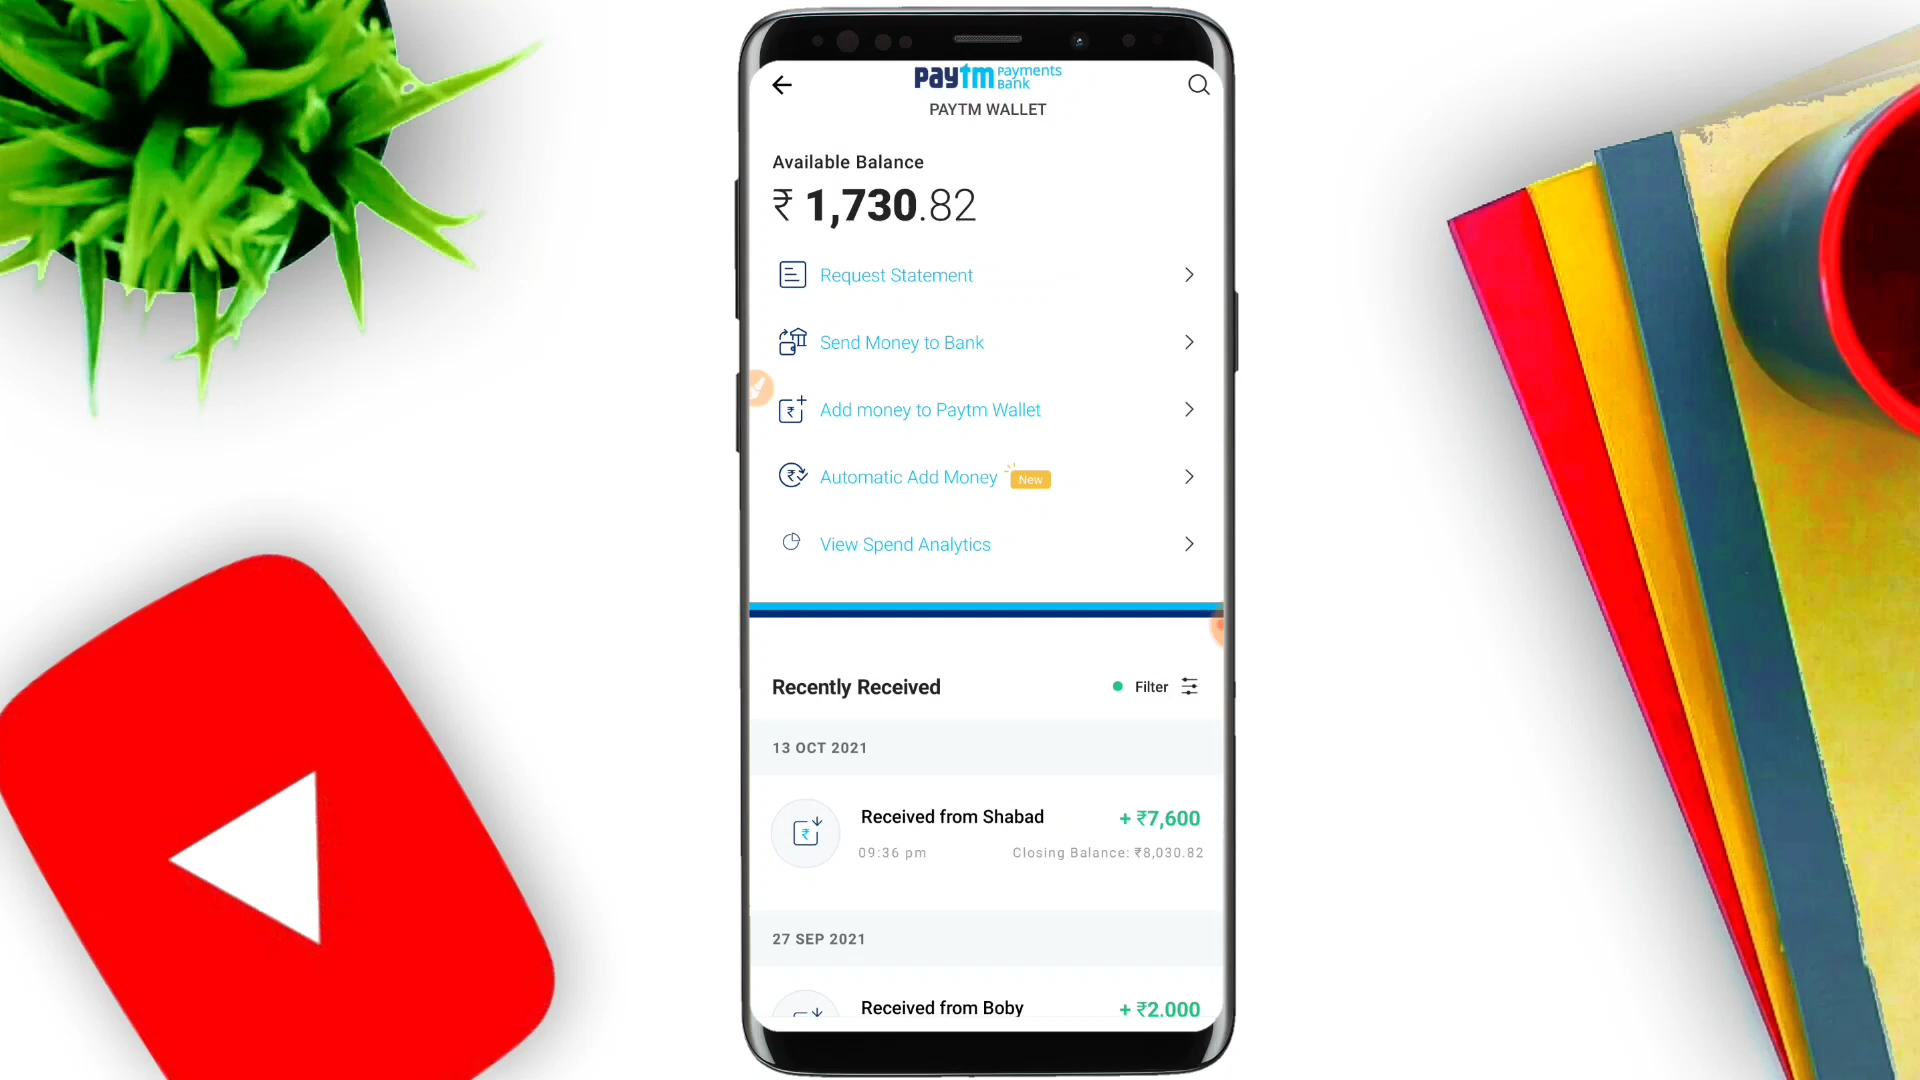 paytm Payments Bank
PAYTM WALLET
Available Balance
₹ 1,730.82
Request Statement
Send Money to Bank
Add money to Paytm Wallet
Automatic Add Money New
View Spend Analytics
Recently Received
Filter
13 OCT 2021
Received from Shabad + ₹7,600
09:36 pm Closing Balance: ₹8,030.82
27 SEP 2021
Received from Boby + ₹2,000